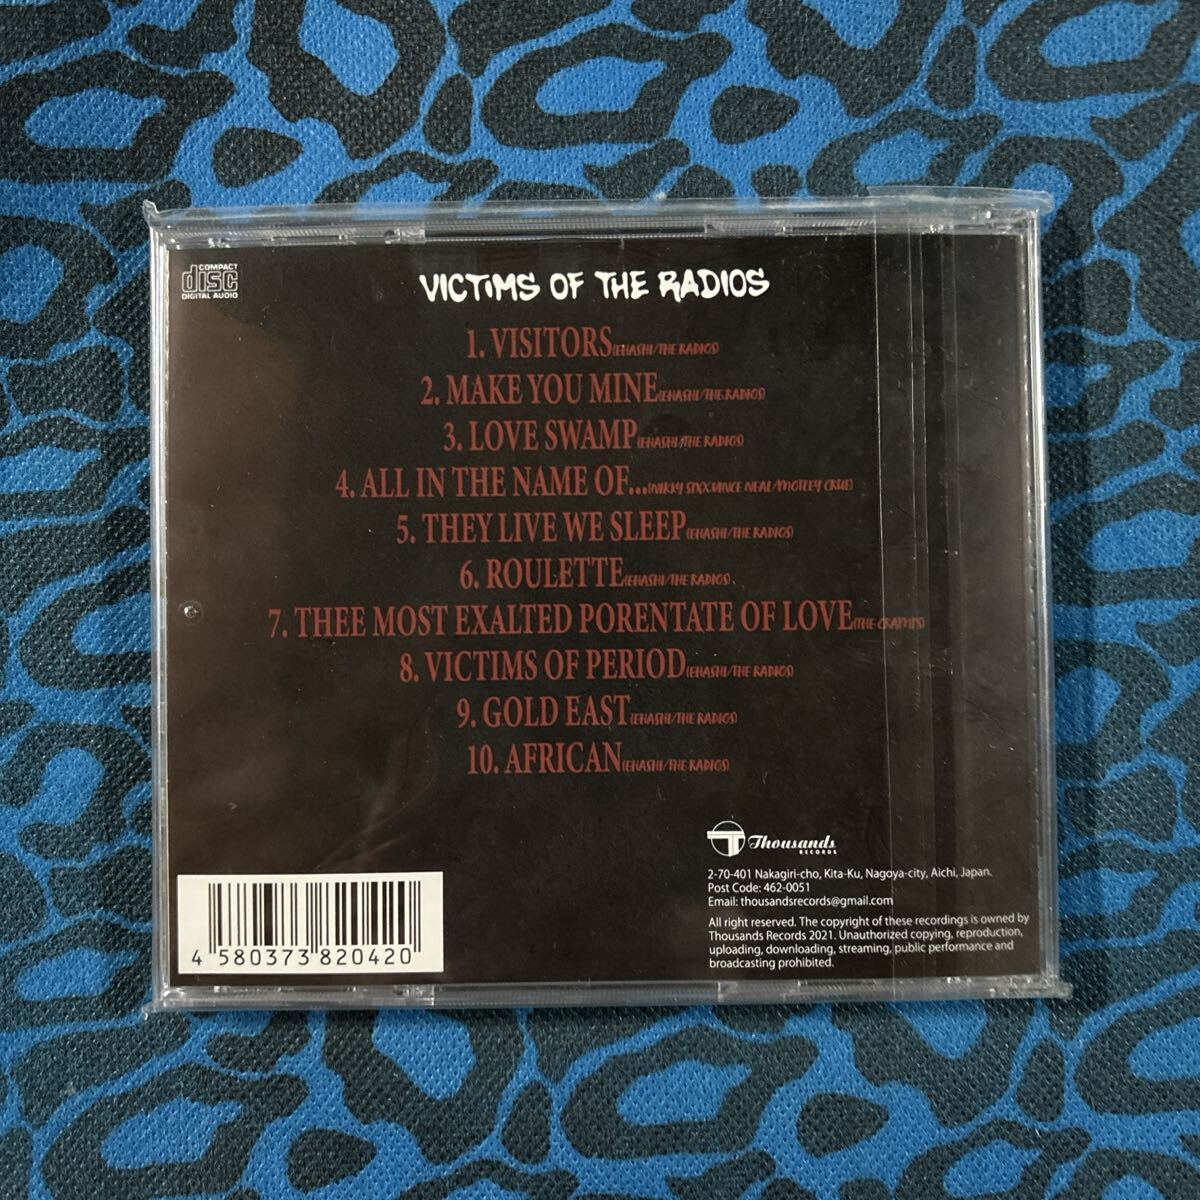 COMPACT
disc
DIGITAL AUDIO
VICTIMS OF THE RADIOS
1. VISITORS(EHASHI/THE RADIOS)
2. MAKE YOU MINE(EHASHI/THE RADIOS)
3. LOVE SWAMP(EHASHI/THE RADIOS)
4. ALL IN THE NAME OF...(NIKKY SIXX,VINCE NEAL/MOTLEY CRUE)
5. THEY LIVE WE SLEEP(EHASHI/THE RADIOS)
6. ROULETTE(EHASHI/THE RADIOS)
7. THEE MOST EXALTED PORENTATE OF LOVE(THE CRAMPS)
8. VICTIMS OF PERIOD(EHASHI/THE RADIOS)
9. GOLD EAST(EHASHI/THE RADIOS)
10. AFRICAN(EHASHI/THE RADIOS)
T Thousands
RECORDS
2-70-401 Nakagiri-cho, Kita-Ku, Nagoya-city, Aichi, Japan.
Post Code: 462-0051
Email: thousandsrecords@gmail.com
All right reserved. The copyright of these recordings is owned by
Thousands Records 2021. Unauthorized copying, reproduction,
uploading, downloading, streaming, public performance and
broadcasting prohibited.
4 580373 820420